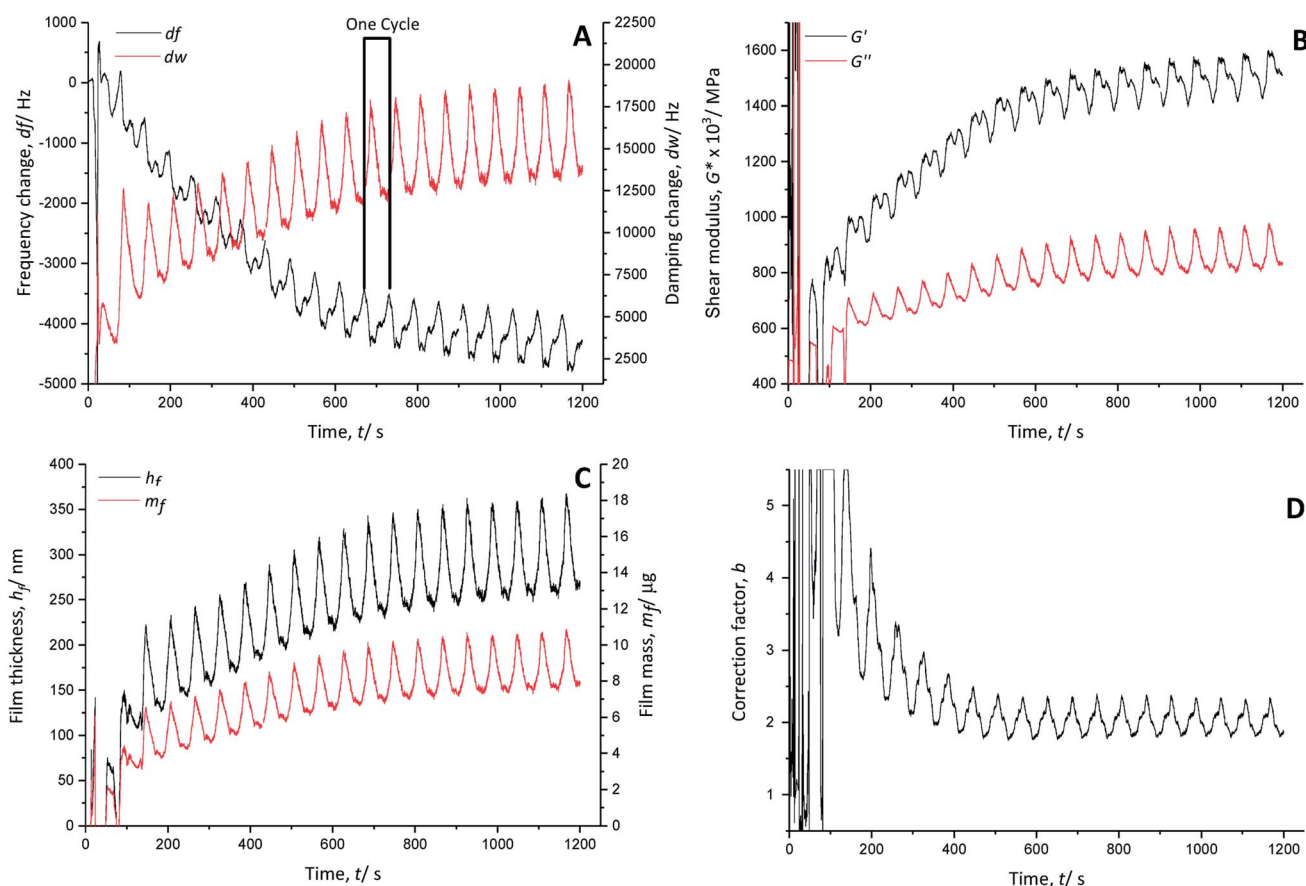 One Cycle
A
df
dw
1000
0
-1000
-2000
-3000
-4000
-5000
Frequency change, df/ Hz
22500
20000
17500
15000
12500
10000
7500
5000
2500
Damping change, dw/ Hz
0 200 400 600 800 1000 1200
Time, t/ s
B
G'
G''
1600
1400
1200
1000
800
600
400
Shear modulus, G* x 10³/ MPa
0 200 400 600 800 1000 1200
Time, t/ s
C
hf
mf
400
350
300
250
200
150
100
50
0
Film thickness, hf/ nm
20
18
16
14
12
10
8
6
4
2
0
Film mass, mf/ µg
0 200 400 600 800 1000 1200
Time, t/ s
D
5
4
3
2
1
Correction factor, b
0 200 400 600 800 1000 1200
Time, t/ s